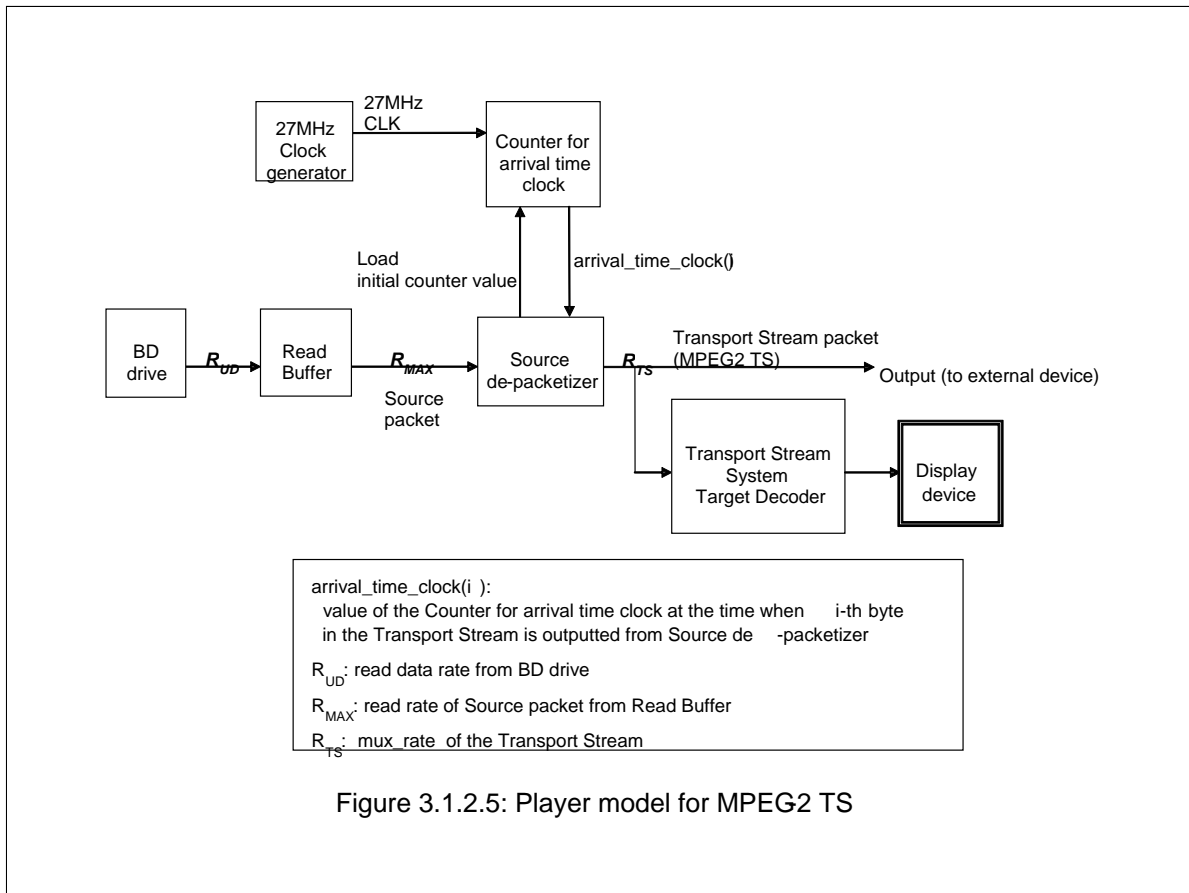 27MHz
CLK
27MHz
Clock
generator
Counter for
arrival time
clock
Load
initial counter value
arrival_time_clock(i)
BD
drive
R_UD
Read
Buffer
R_MAX
Source
packet
Source
de-packetizer
R_TS
Transport Stream packet
(MPEG2 TS)
Output (to external device)
Transport Stream
System
Target Decoder
Display
device
arrival_time_clock(i ):
value of the Counter for arrival time clock at the time when i-th byte
in the Transport Stream is outputted from Source de -packetizer
R_UD: read data rate from BD drive
R_MAX: read rate of Source packet from Read Buffer
R_TS: mux_rate of the Transport Stream
Figure 3.1.2.5: Player model for MPEG-2 TS